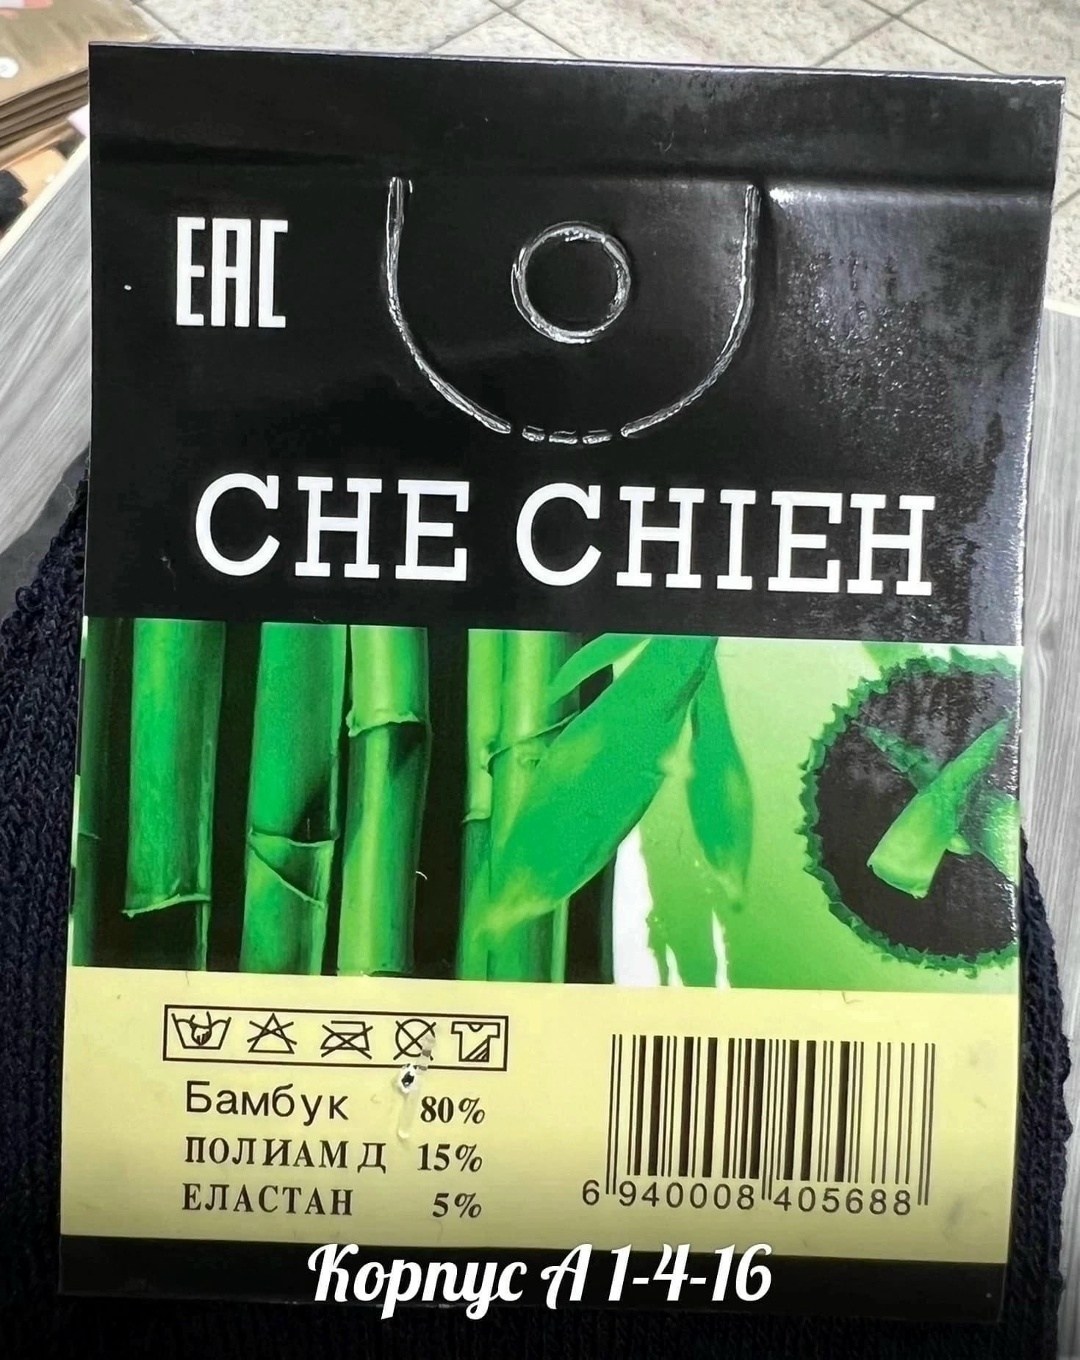 EAC
CHE CHIEH
Бамбук 80%
ПОЛИАМ Д 15%
ЕЛАСТАН 5%
6 940008 405688
Корпус А 1-4-16